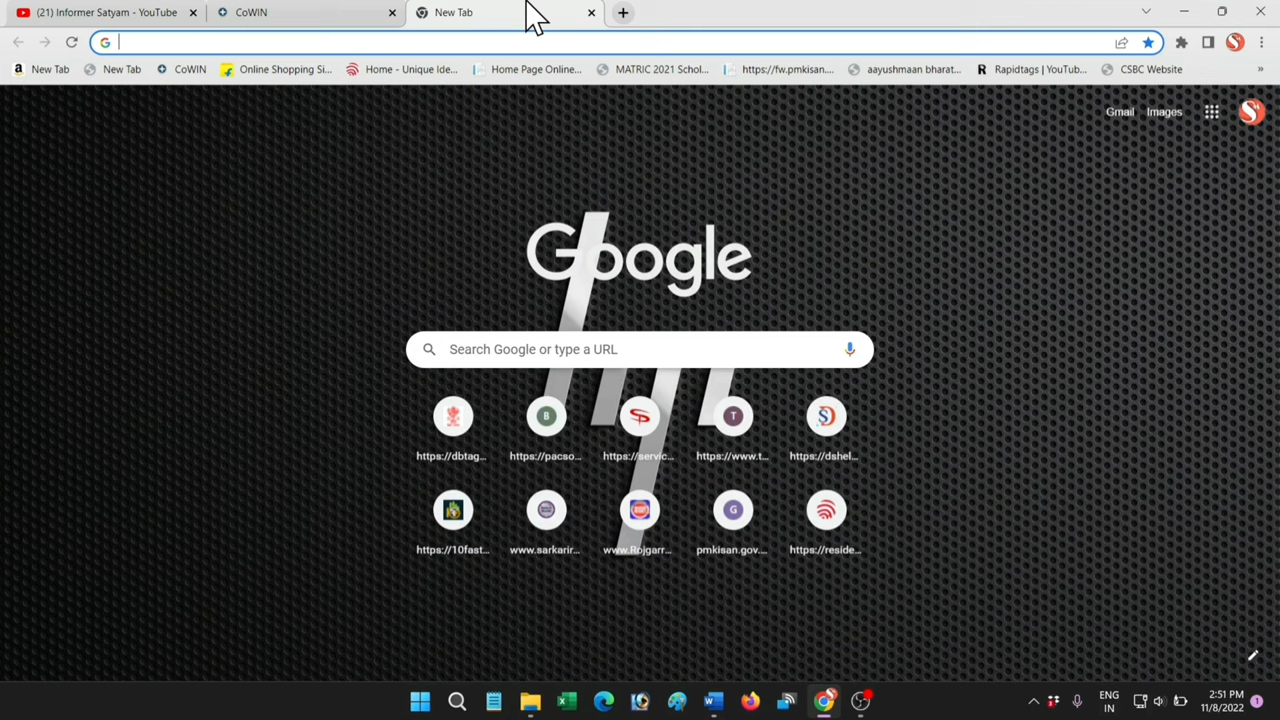 (21) Informer Satyam - YouTube
CoWIN
New Tab
New Tab
New Tab
CoWIN
Online Shopping Si...
Home - Unique Ide...
Home Page Online...
MATRIC 2021 Schol...
https://fw.pmkisan....
aayushmaan bharat...
Rapidtags | YouTub...
CSBC Website
»
Gmail
Images
Google
Search Google or type a URL
https://dbtag...
https://pacso...
https://servic...
https://www.t...
https://dshel...
https://10fast...
www.sarkarir...
www.Rojgarr...
pmkisan.gov....
https://reside...
ENG
IN
2:51 PM
11/8/2022
1